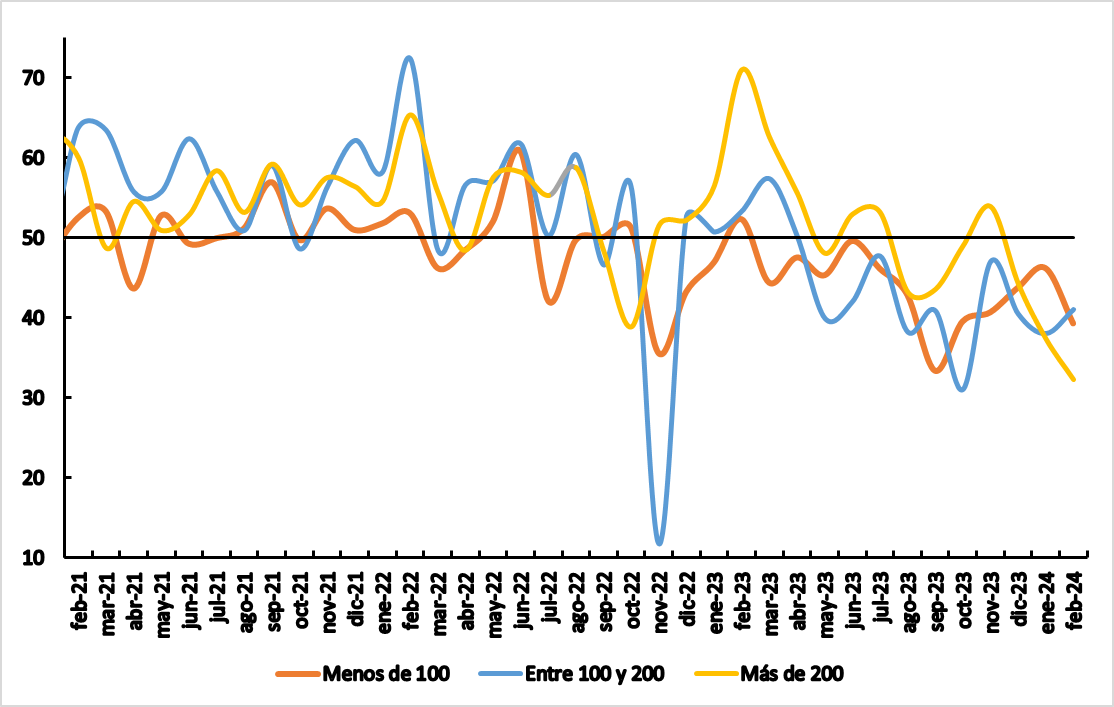 70
60
50
40
30
20
10
feb-21
mar-21
abr-21
may-21
jun-21
jul-21
ago-21
sep-21
oct-21
nov-21
dic-21
ene-22
feb-22
mar-22
abr-22
may-22
jun-22
jul-22
ago-22
sep-22
oct-22
nov-22
dic-22
ene-23
feb-23
mar-23
abr-23
may-23
jun-23
jul-23
ago-23
sep-23
oct-23
nov-23
dic-23
ene-24
feb-24
Menos de 100 Entre 100 y 200 Más de 200